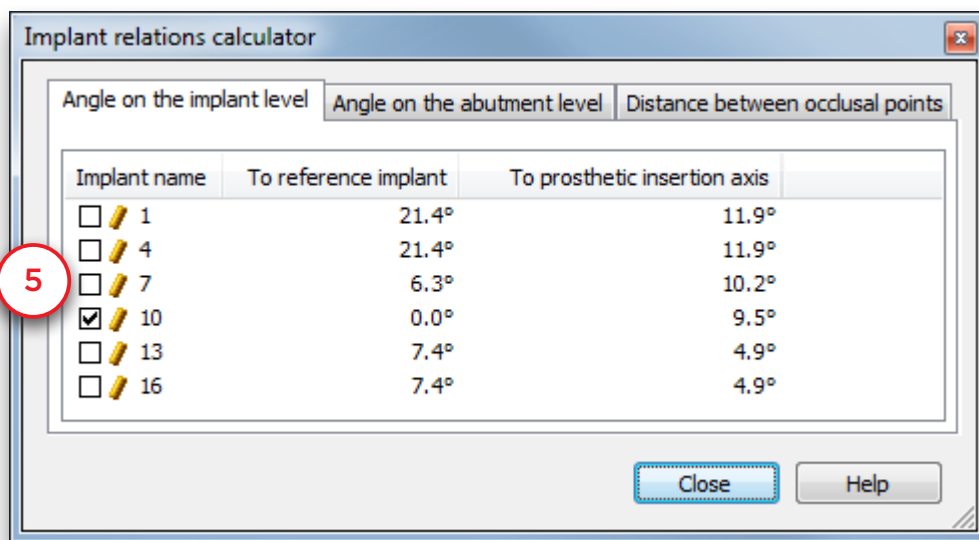 Implant relations calculator
Angle on the implant level Angle on the abutment level Distance between occlusal points
Implant name To reference implant To prosthetic insertion axis
1 21.4° 11.9°
4 21.4° 11.9°
5
7 6.3° 10.2°
10 0.0° 9.5°
13 7.4° 4.9°
16 7.4° 4.9°
Close Help